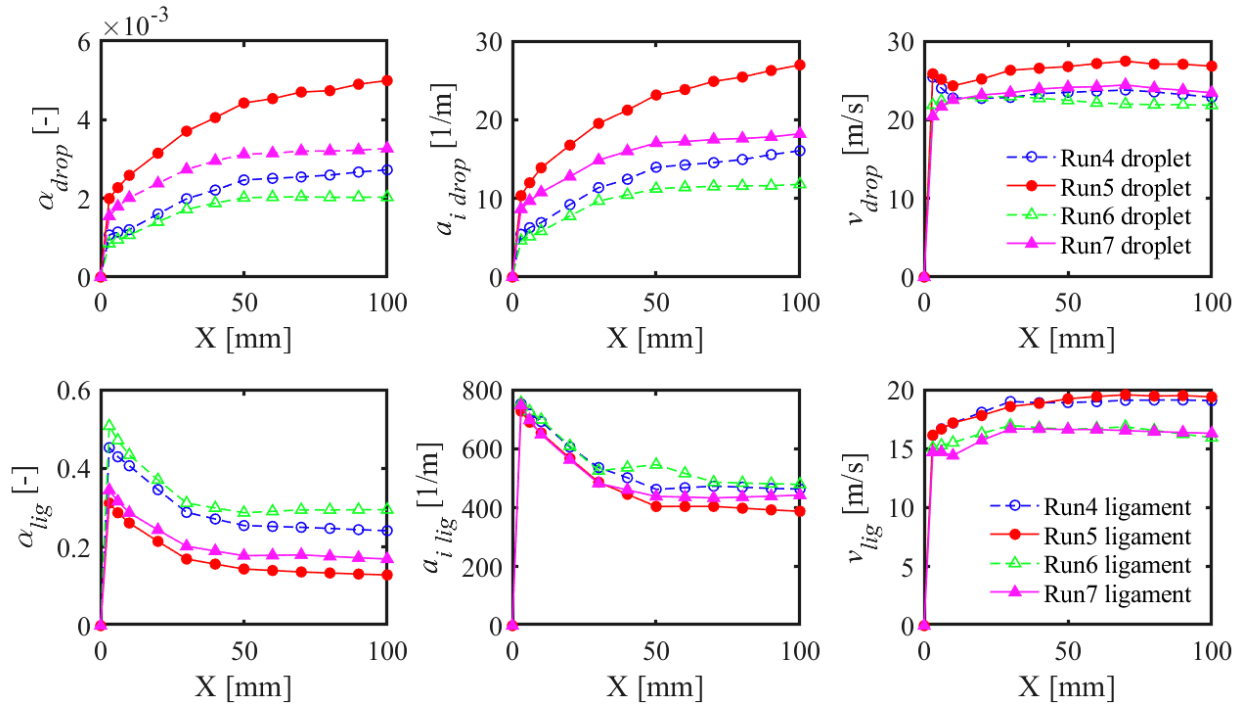 ×10⁻³
6
4
2
0
α_drop [-]
0 50 100
X [mm]
30
20
10
0
a_i drop [1/m]
0 50 100
X [mm]
30
20
10
0
v_drop [m/s]
Run4 droplet
Run5 droplet
Run6 droplet
Run7 droplet
0 50 100
X [mm]
0.6
0.4
0.2
0
α_lig [-]
0 50 100
X [mm]
800
600
400
200
0
a_i lig [1/m]
0 50 100
X [mm]
20
15
10
5
0
v_lig [m/s]
Run4 ligament
Run5 ligament
Run6 ligament
Run7 ligament
0 50 100
X [mm]